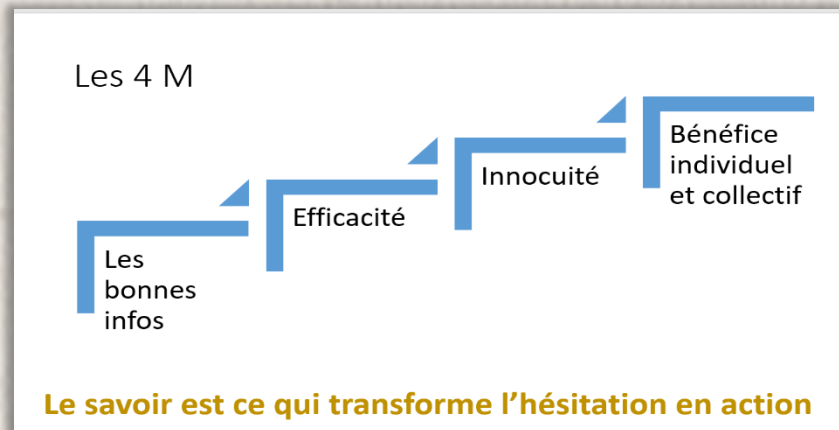 Les 4 M
Les
bonnes
infos
Efficacité
Innocuité
Bénéfice
individuel
et collectif
Le savoir est ce qui transforme l’hésitation en action